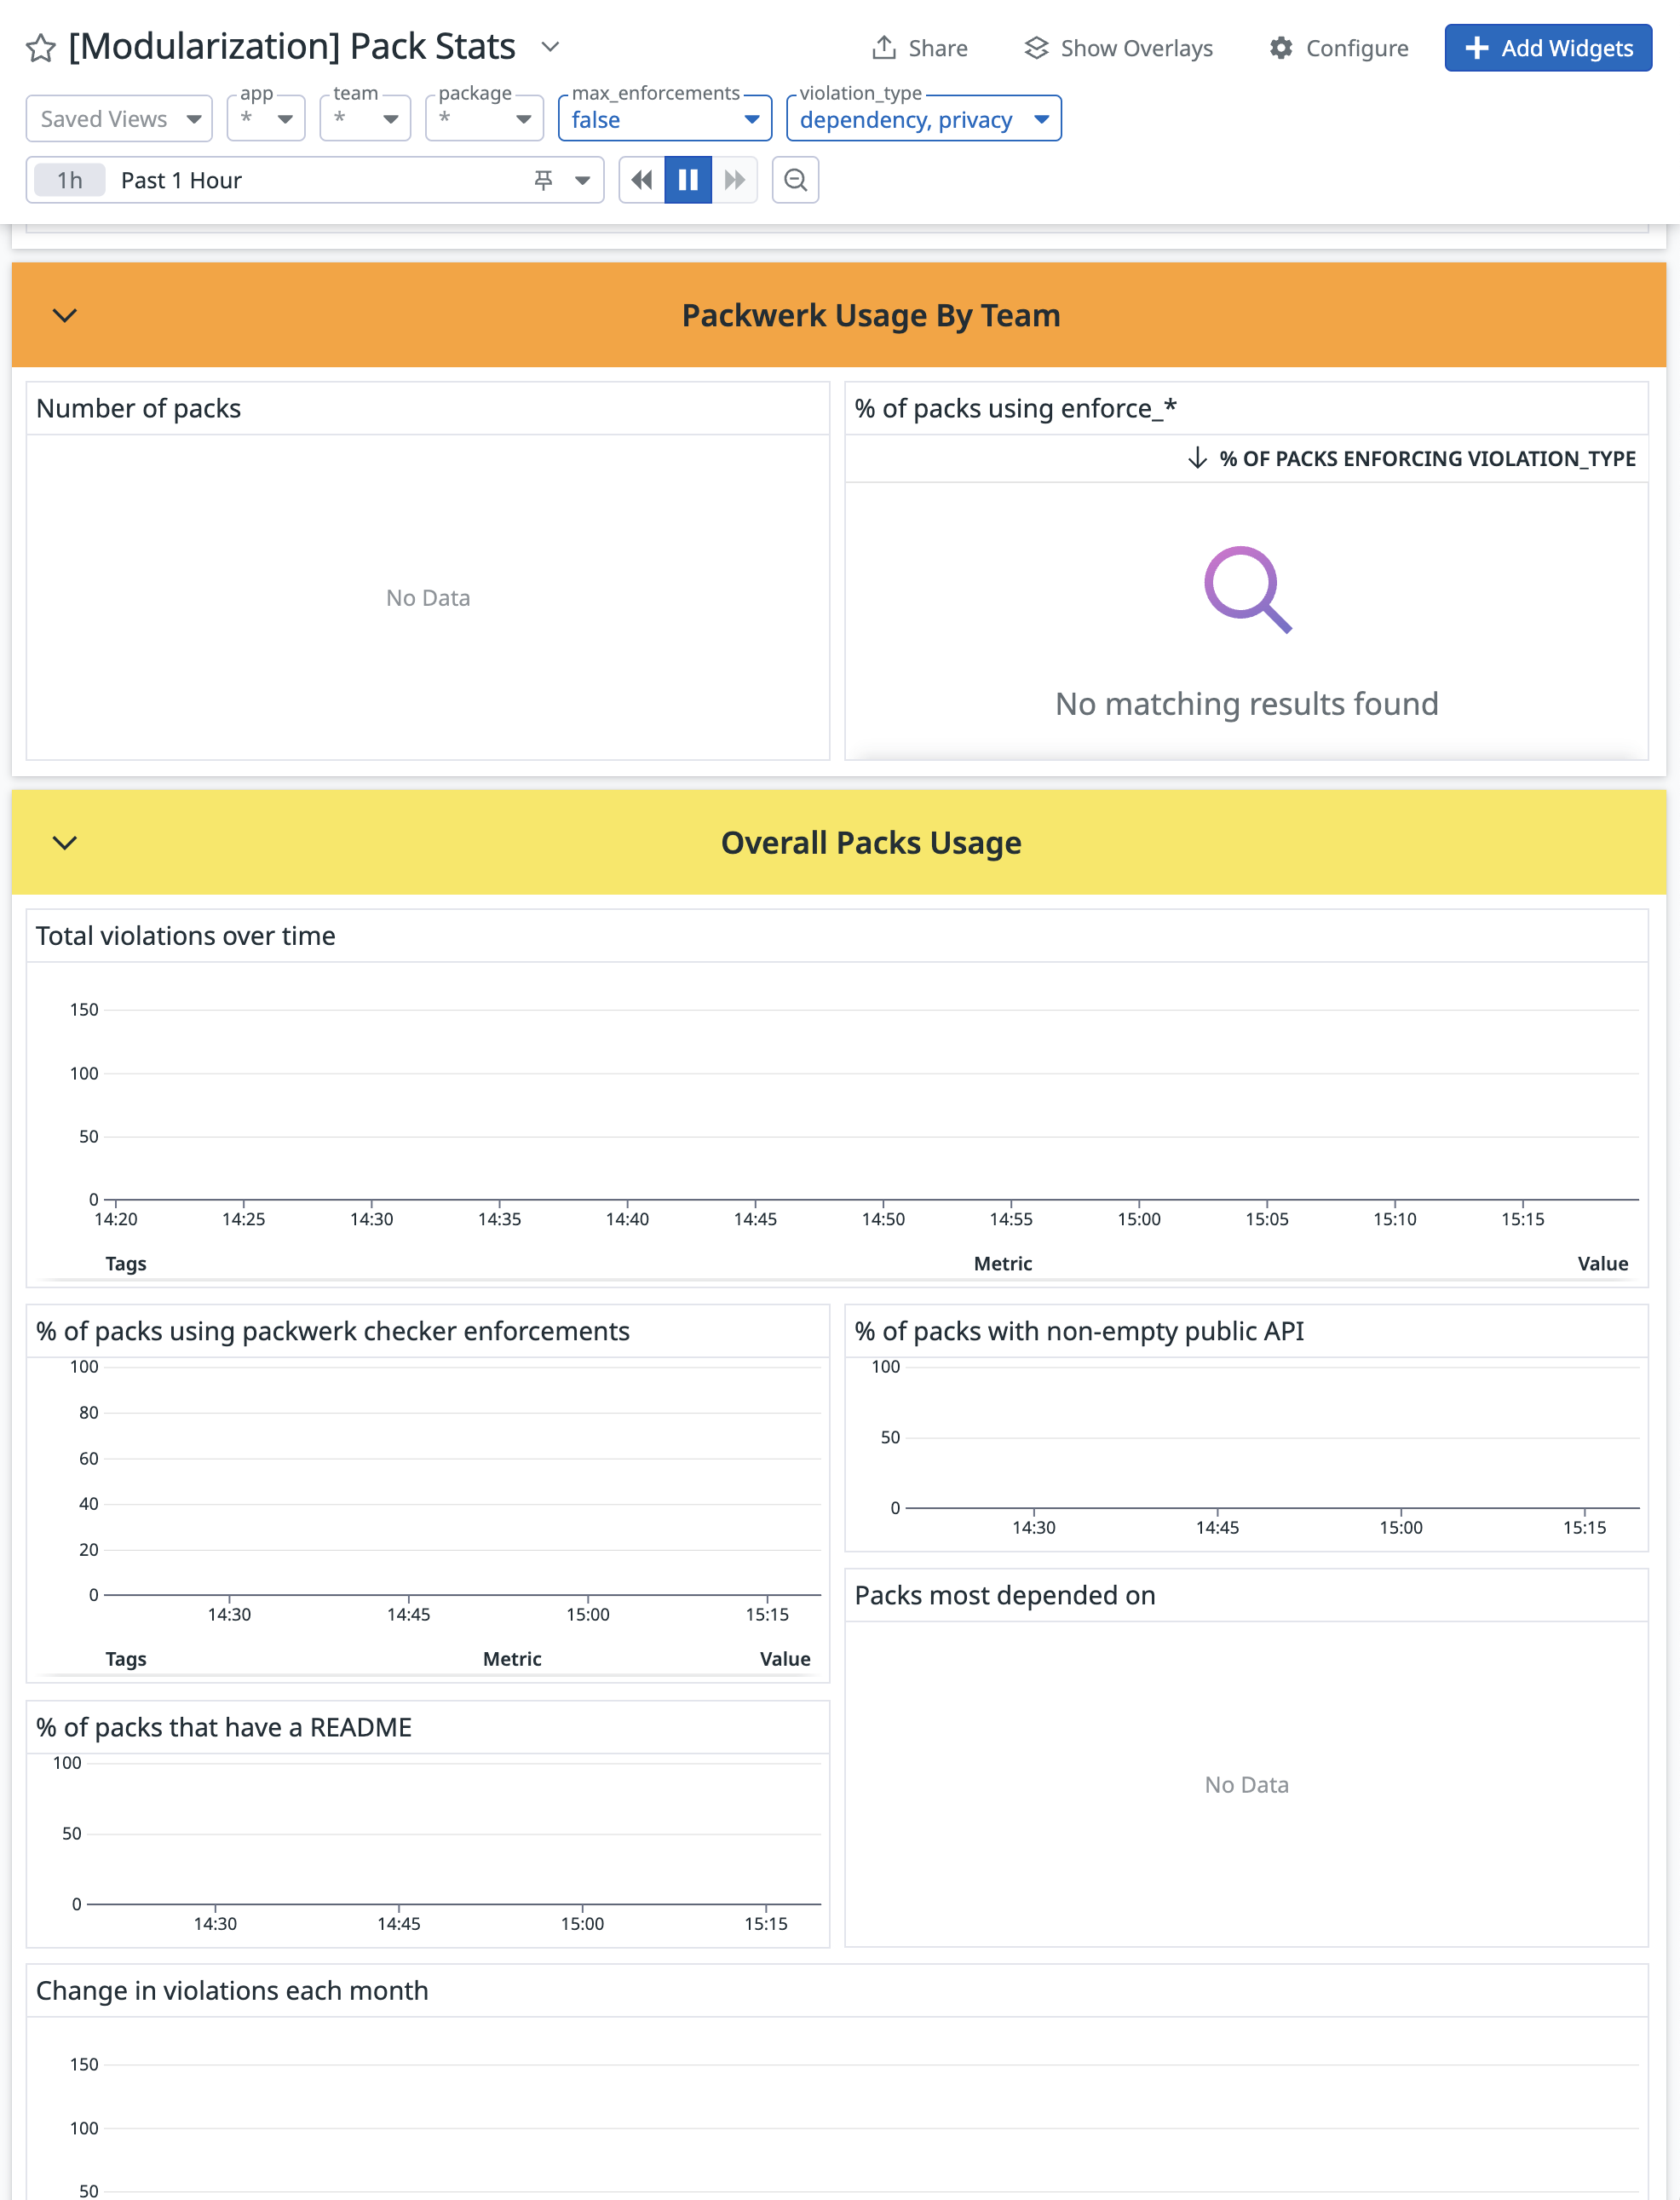 [Modularization] Pack Stats
Share
Show Overlays
Configure
Add Widgets
Saved Views
app
*
team
*
package
*
max_enforcements
false
violation_type
dependency, privacy
1h
Past 1 Hour
Packwerk Usage By Team
Number of packs
No Data
% of packs using enforce_*
% OF PACKS ENFORCING VIOLATION_TYPE
No matching results found
Overall Packs Usage
Total violations over time
150
100
50
0
14:20 14:25 14:30 14:35 14:40 14:45 14:50 14:55 15:00 15:05 15:10 15:15
Tags Metric Value
% of packs using packwerk checker enforcements
100
80
60
40
20
0
14:30 14:45 15:00 15:15
Tags Metric Value
% of packs with non-empty public API
100
50
0
14:30 14:45 15:00 15:15
% of packs that have a README
100
50
0
14:30 14:45 15:00 15:15
Packs most depended on
No Data
Change in violations each month
150
100
50